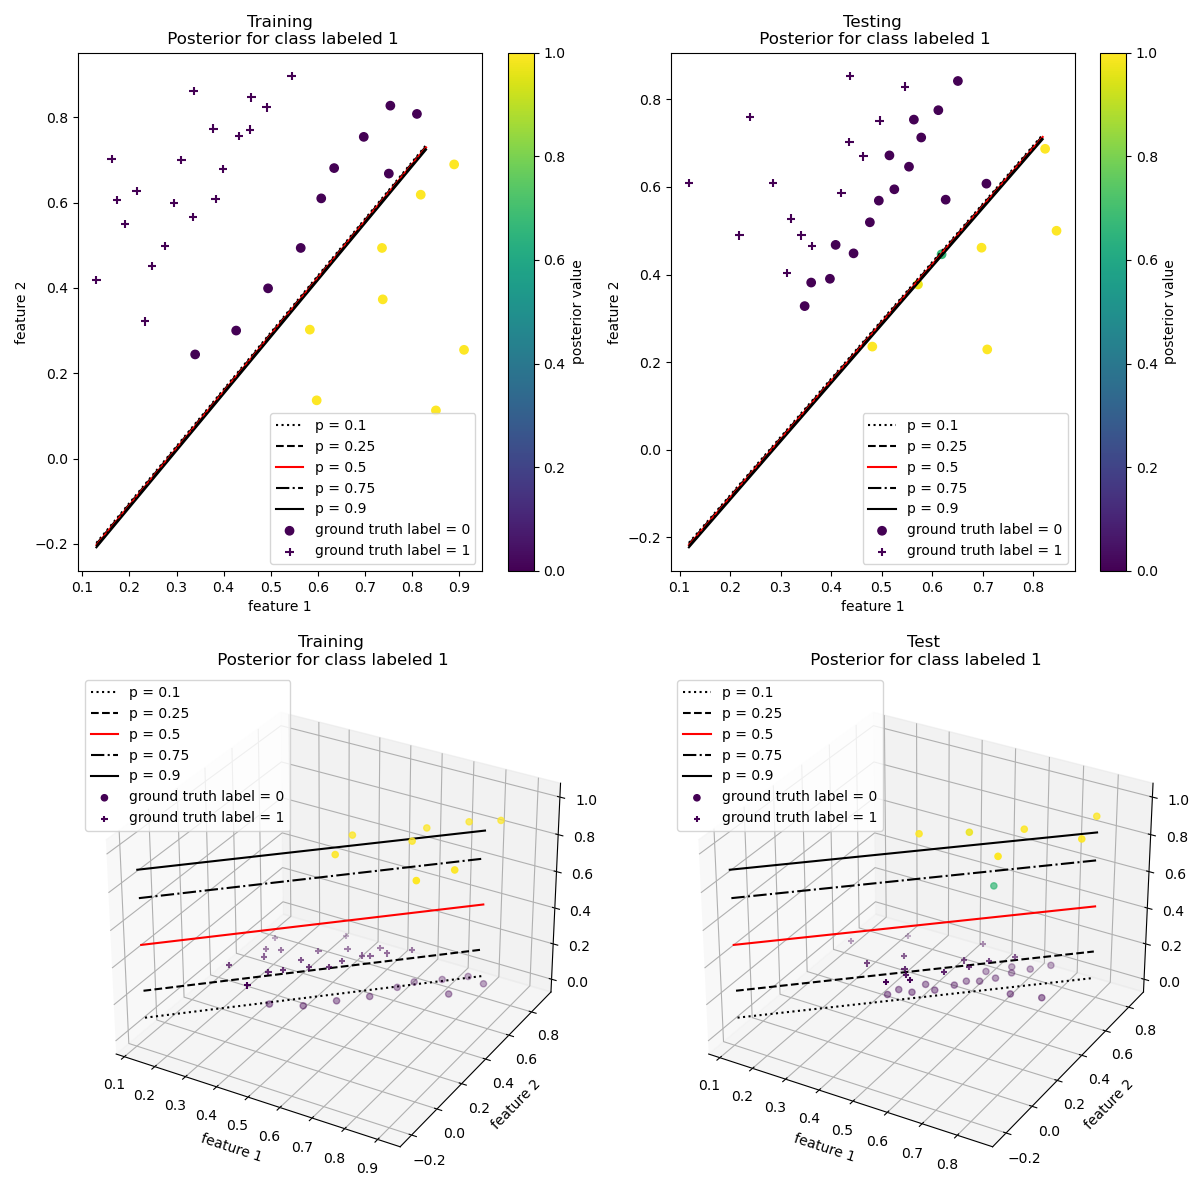 Training
Posterior for class labeled 1
feature 2
0.8
0.6
0.4
0.2
0.0
−0.2
0.1 0.2 0.3 0.4 0.5 0.6 0.7 0.8 0.9
feature 1
p = 0.1
p = 0.25
p = 0.5
p = 0.75
p = 0.9
ground truth label = 0
ground truth label = 1
1.0
0.8
0.6
0.4
0.2
0.0
posterior value
Testing
Posterior for class labeled 1
feature 2
0.8
0.6
0.4
0.2
0.0
−0.2
0.1 0.2 0.3 0.4 0.5 0.6 0.7 0.8
feature 1
p = 0.1
p = 0.25
p = 0.5
p = 0.75
p = 0.9
ground truth label = 0
ground truth label = 1
1.0
0.8
0.6
0.4
0.2
0.0
posterior value
Training
Posterior for class labeled 1
p = 0.1
p = 0.25
p = 0.5
p = 0.75
p = 0.9
ground truth label = 0
ground truth label = 1
1.0
0.8
0.6
0.4
0.2
0.0
0.8
0.6
0.4
0.2
0.0
−0.2
feature 2
0.1 0.2 0.3 0.4 0.5 0.6 0.7 0.8 0.9
feature 1
Test
Posterior for class labeled 1
p = 0.1
p = 0.25
p = 0.5
p = 0.75
p = 0.9
ground truth label = 0
ground truth label = 1
1.0
0.8
0.6
0.4
0.2
0.0
0.8
0.6
0.4
0.2
0.0
−0.2
feature 2
0.1 0.2 0.3 0.4 0.5 0.6 0.7 0.8
feature 1